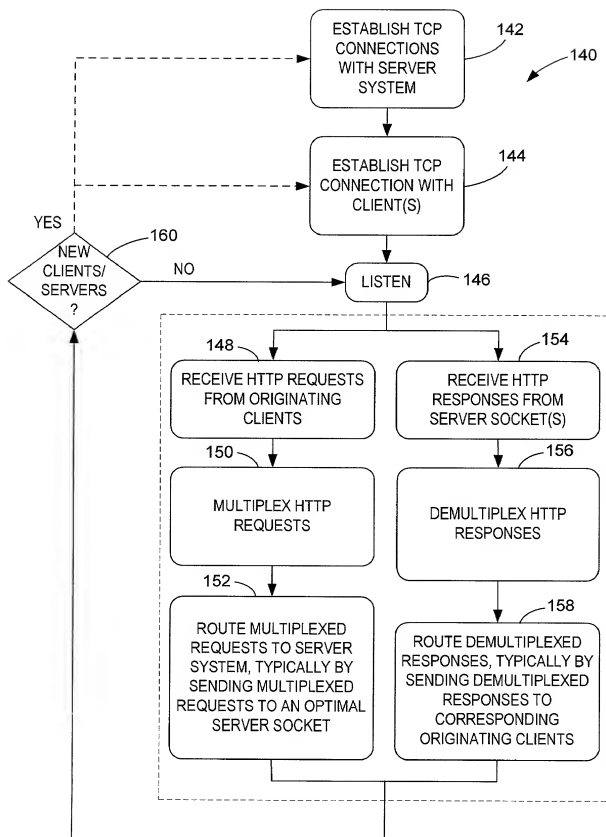 ESTABLISH TCP
CONNECTIONS
WITH SERVER
SYSTEM
142
140
ESTABLISH TCP
CONNECTION WITH
CLIENT(S)
144
YES
160
NEW
CLIENTS/
SERVERS
?
NO
LISTEN
146
148
RECEIVE HTTP REQUESTS
FROM ORIGINATING
CLIENTS
154
RECEIVE HTTP
RESPONSES FROM
SERVER SOCKET(S)
150
MULTIPLEX HTTP
REQUESTS
156
DEMULTIPLEX HTTP
RESPONSES
152
ROUTE MULTIPLEXED
REQUESTS TO SERVER
SYSTEM, TYPICALLY BY
SENDING MULTIPLEXED
REQUESTS TO AN OPTIMAL
SERVER SOCKET
158
ROUTE DEMULTIPLEXED
RESPONSES, TYPICALLY BY
SENDING DEMULTIPLEXED
RESPONSES TO
CORRESPONDING
ORIGINATING CLIENTS